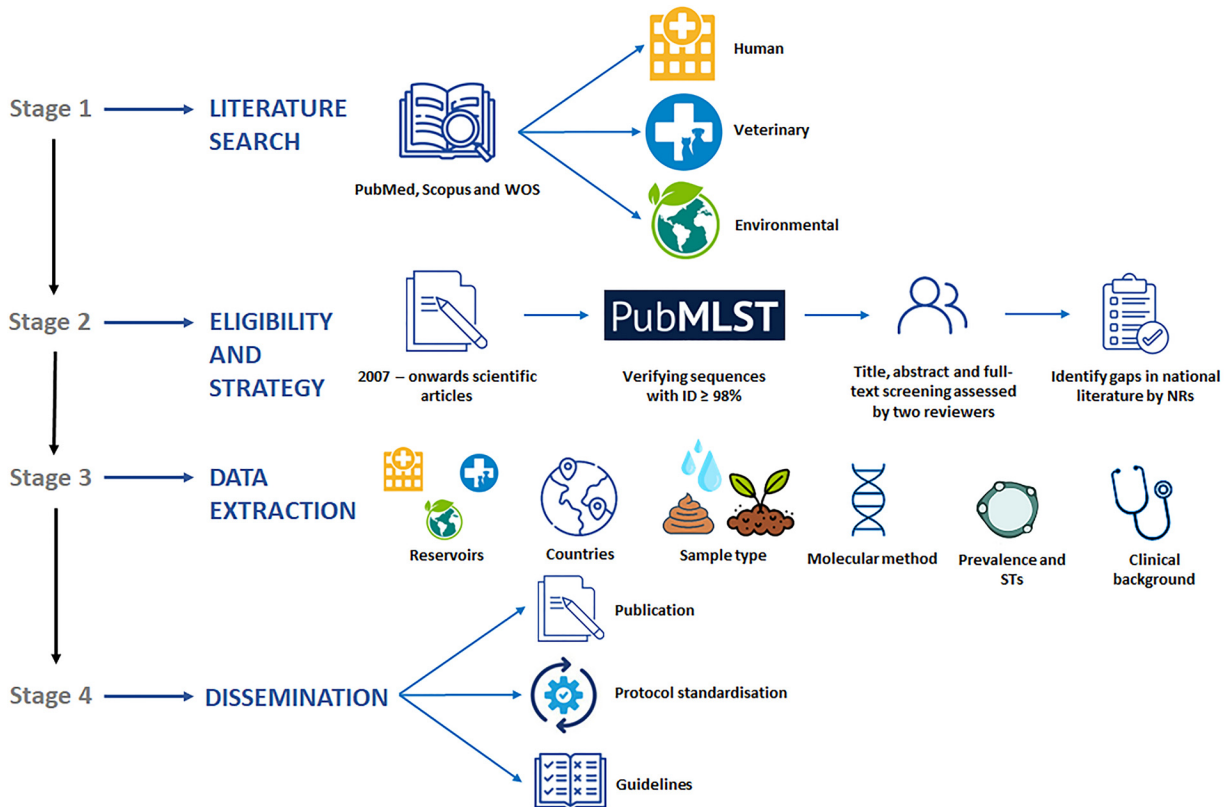 Stage 1
LITERATURE
SEARCH
PubMed, Scopus and WOS
Human
Veterinary
Environmental
Stage 2
ELIGIBILITY
AND
STRATEGY
2007 – onwards scientific
articles
PubMLST
Verifying sequences
with ID ≥ 98%
Title, abstract and full-
text screening assessed
by two reviewers
Identify gaps in national
literature by NRs
Stage 3
DATA
EXTRACTION
Reservoirs
Countries
Sample type
Molecular method
Prevalence and
STs
Clinical
background
Stage 4
DISSEMINATION
Publication
Protocol standardisation
Guidelines